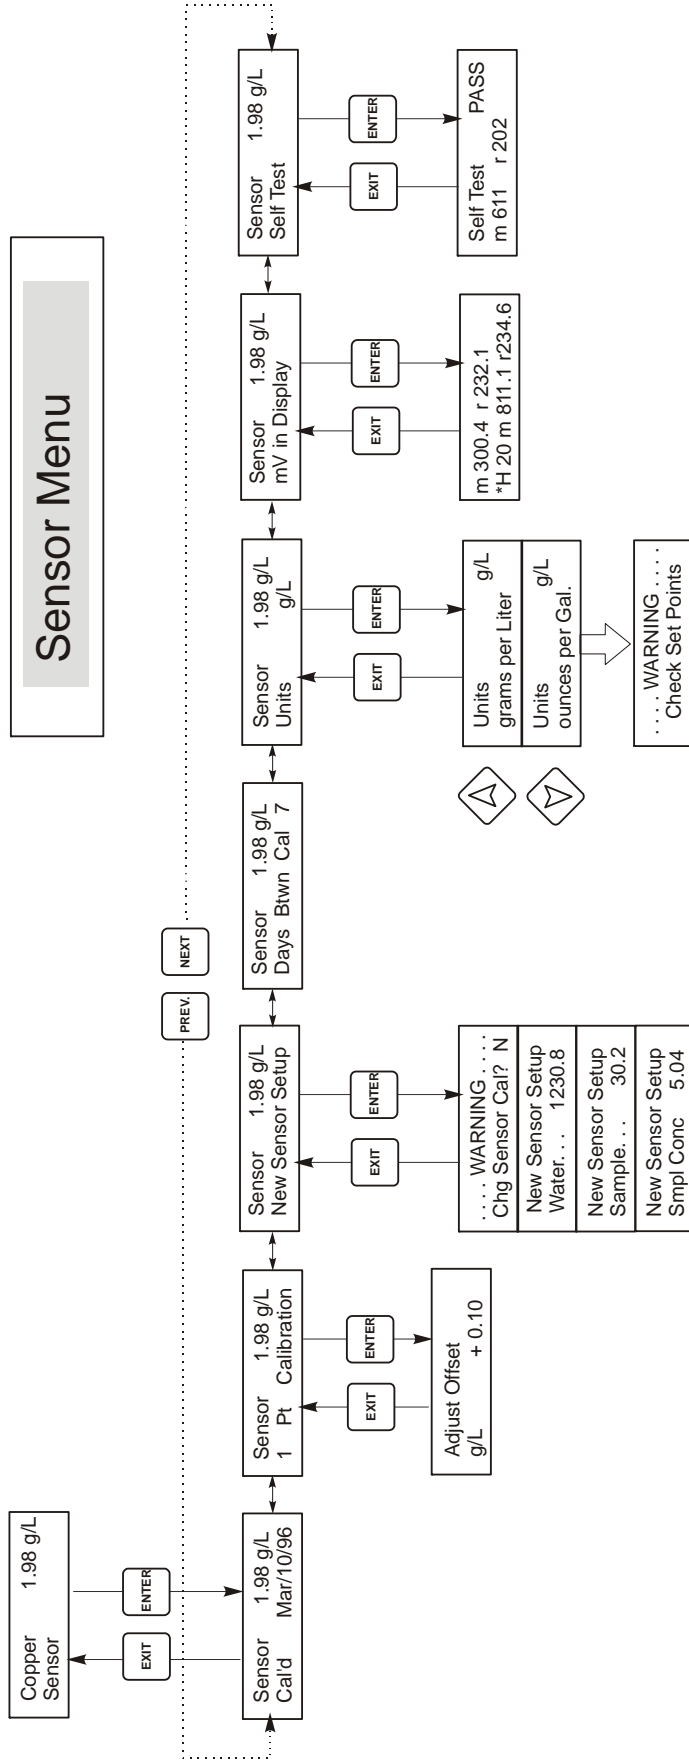 Sensor Menu
Copper 1.98 g/L
Sensor
EXIT
ENTER
PREV.
NEXT
Sensor 1.98 g/L
Cal'd Mar/10/96
Sensor 1.98 g/L
1 Pt Calibration
EXIT
ENTER
Adjust Offset
g/L + 0.10
Sensor 1.98 g/L
New Sensor Setup
EXIT
ENTER
. . . . WARNING . . . .
Chg Sensor Cal? N
New Sensor Setup
Water. . . 1230.8
New Sensor Setup
Sample. . . 30.2
New Sensor Setup
Smpl Conc 5.04
Sensor 1.98 g/L
Days Btwn Cal 7
Sensor 1.98 g/L
Units g/L
EXIT
ENTER
Units g/L
grams per Liter
Units g/L
ounces per Gal.
. . . . WARNING . . . .
Check Set Points
Sensor 1.98 g/L
mV in Display
EXIT
ENTER
m 300.4 r 232.1
*H 20 m 811.1 r234.6
Sensor 1.98 g/L
Self Test
EXIT
ENTER
Self Test PASS
m 611 r 202